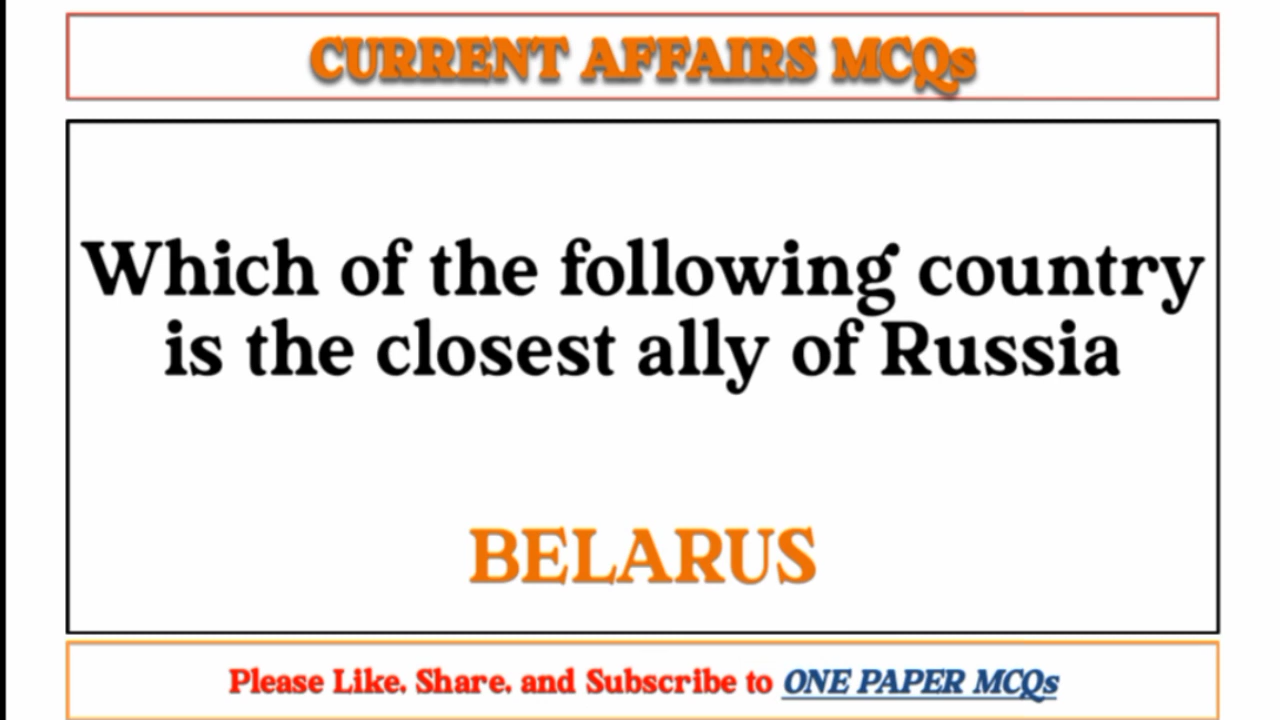 CURRENT AFFAIRS MCQs
Which of the following country
is the closest ally of Russia
BELARUS
Please Like. Share. and Subscribe to ONE PAPER MCQs